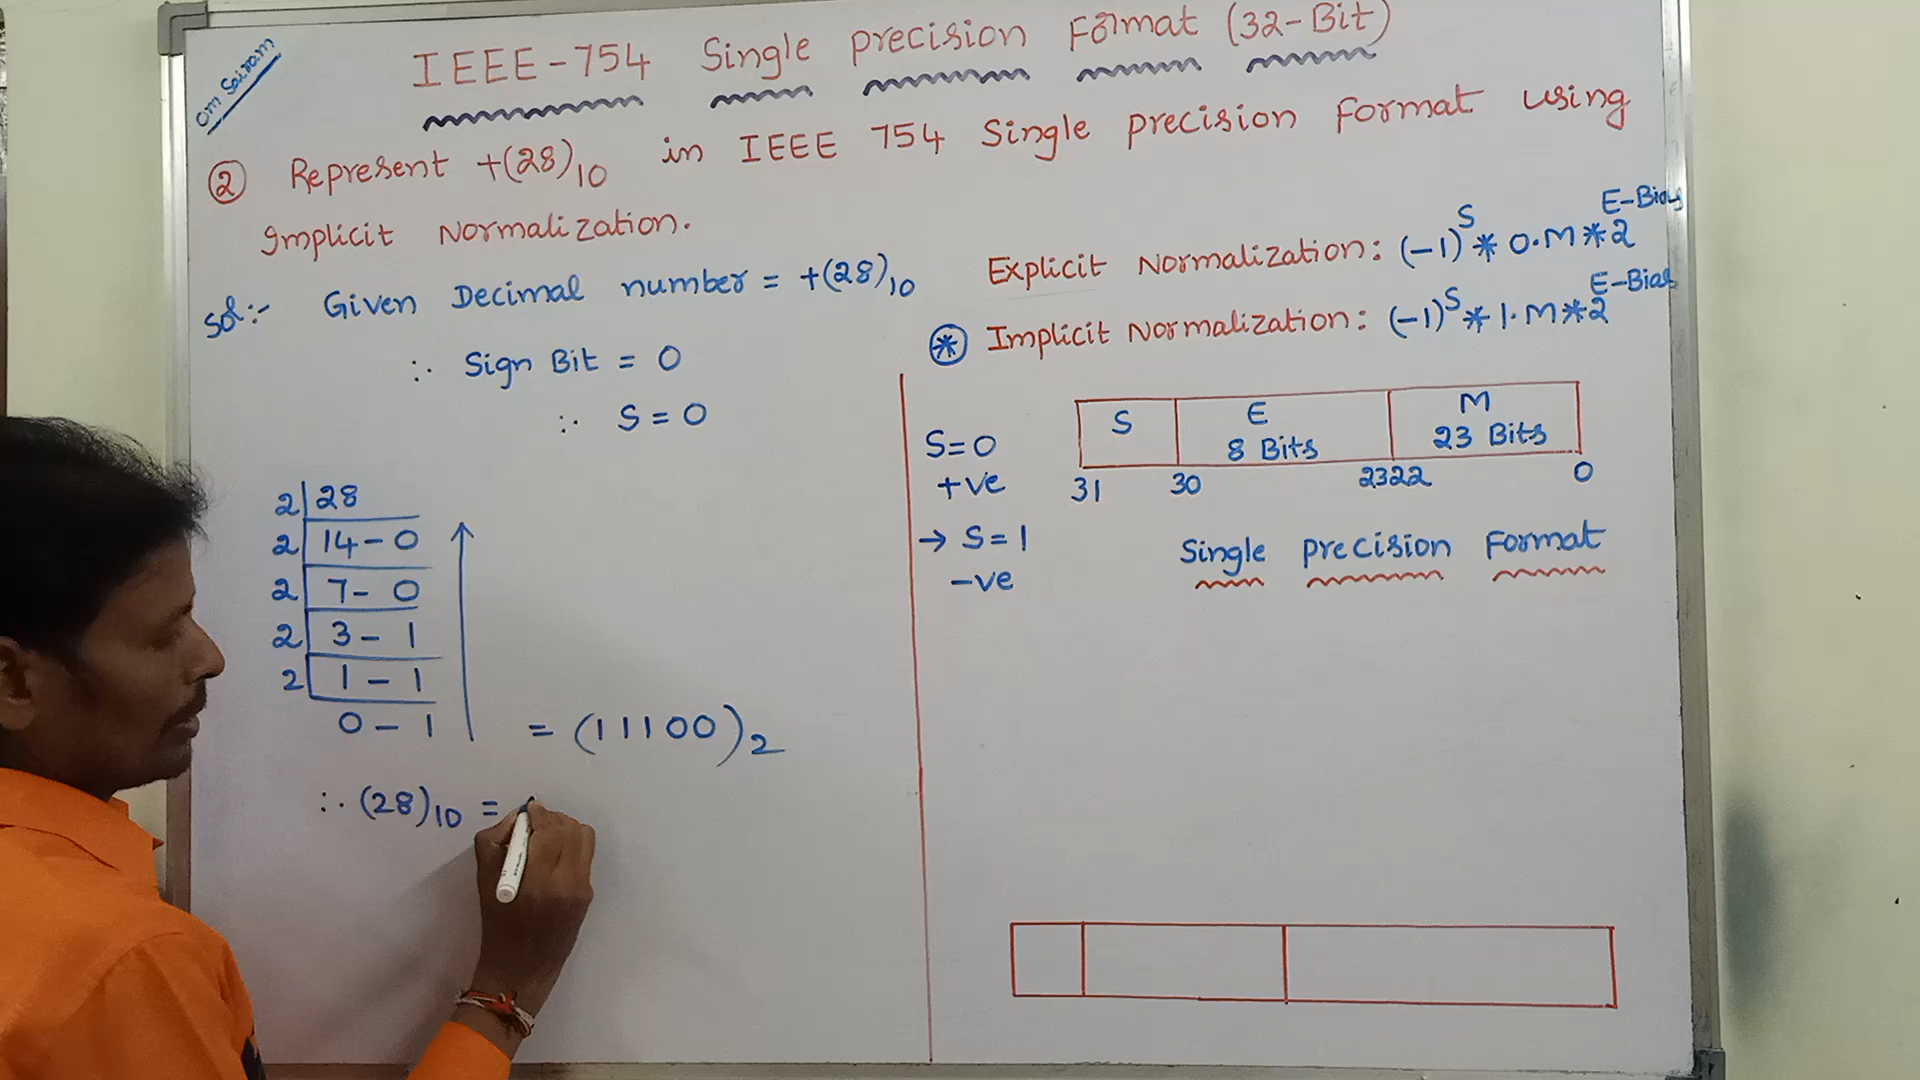 Om Sairam
IEEE-754 Single precision Format (32-Bit)
② Represent +(28)10 in IEEE 754 Single precision Format using
Implicit Normalization.
E-Bias
Explicit Normalization: (-1)^S * 0.M * 2
E-Bias
⊛ Implicit Normalization: (-1)^S * 1.M * 2
Sol:- Given Decimal number = +(28)10
∴ Sign Bit = 0
∴ S = 0
2 28
2 14 - 0
2 7 - 0
2 3 - 1
2 1 - 1
0 - 1
= (11100)2
∴ (28)10 =
S=0
+ve
→ S=1
-ve
S E M
8 Bits 23 Bits
31 30 23 22 0
Single precision Format